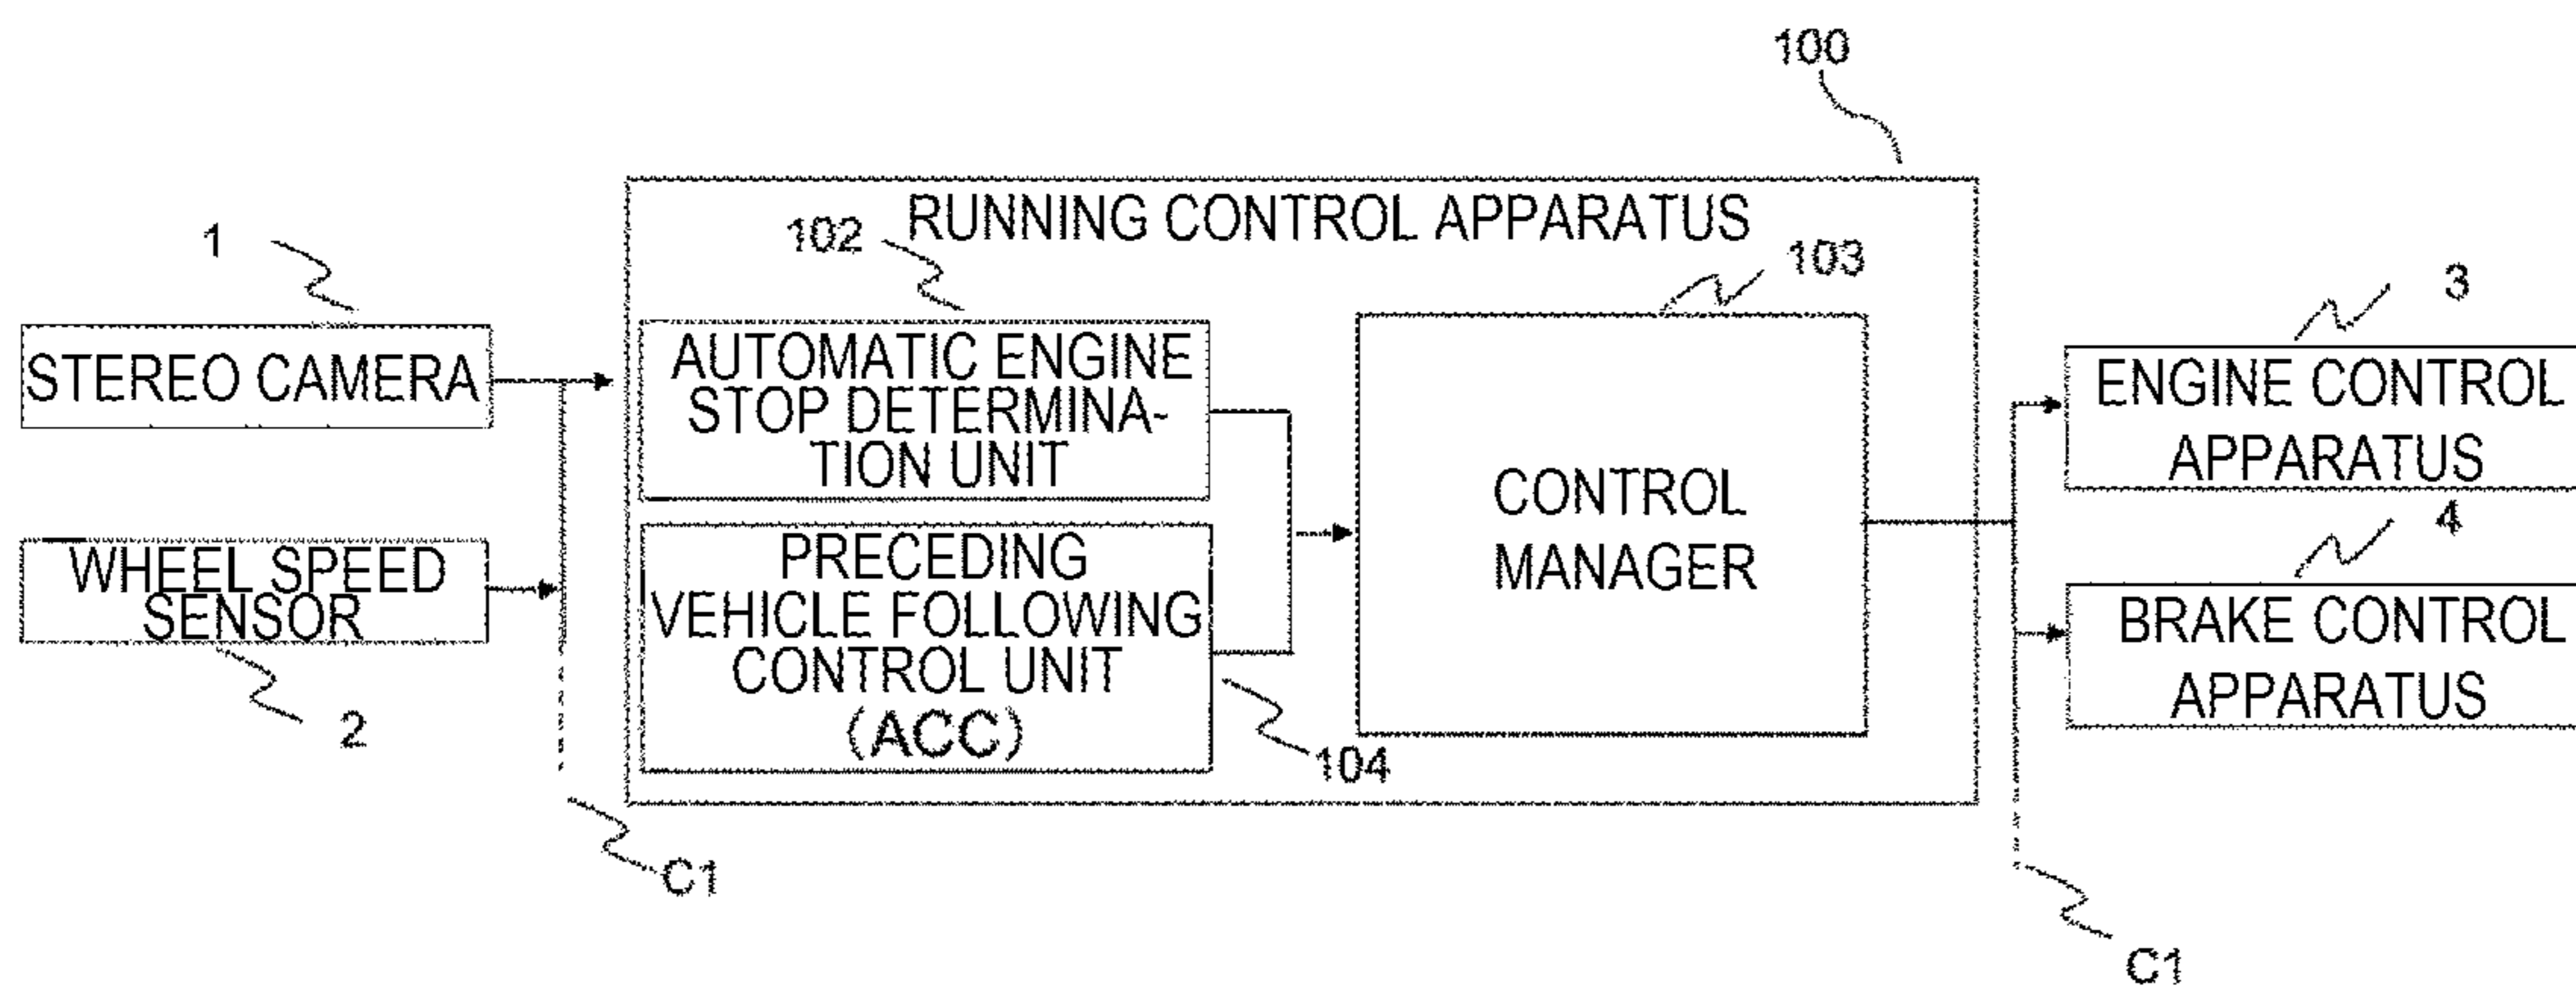 100
RUNNING CONTROL APPARATUS
1
102
103
3
STEREO CAMERA
AUTOMATIC ENGINE
STOP DETERMINA-
TION UNIT
ENGINE CONTROL
APPARATUS
CONTROL
MANAGER
4
WHEEL SPEED
SENSOR
PRECEDING
VEHICLE FOLLOWING
CONTROL UNIT
(ACC)
BRAKE CONTROL
APPARATUS
2
104
C1
C1